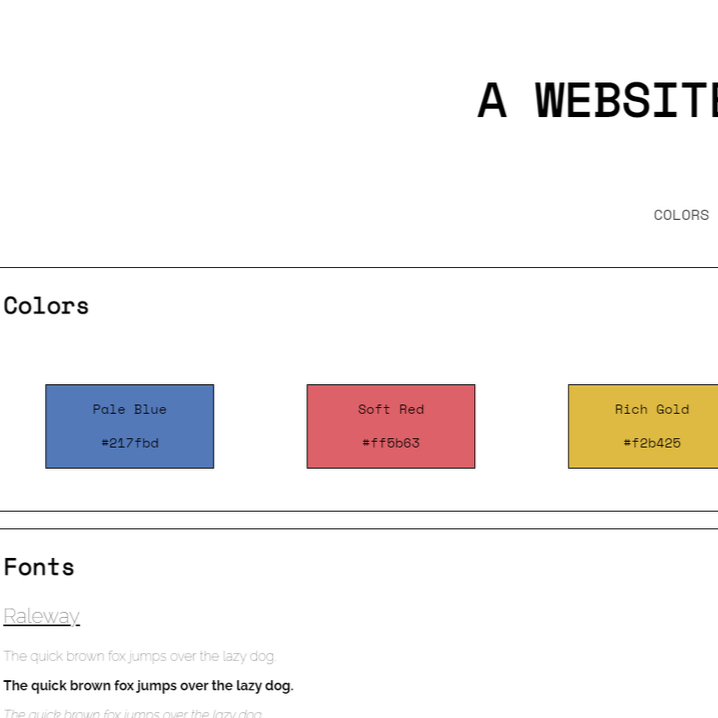 A WEBSITE
COLORS
Colors
Pale Blue
#217fbd
Soft Red
#ff5b63
Rich Gold
#f2b425
Fonts
Raleway
The quick brown fox jumps over the lazy dog.
The quick brown fox jumps over the lazy dog.
The quick brown fox jumps over the lazy dog.